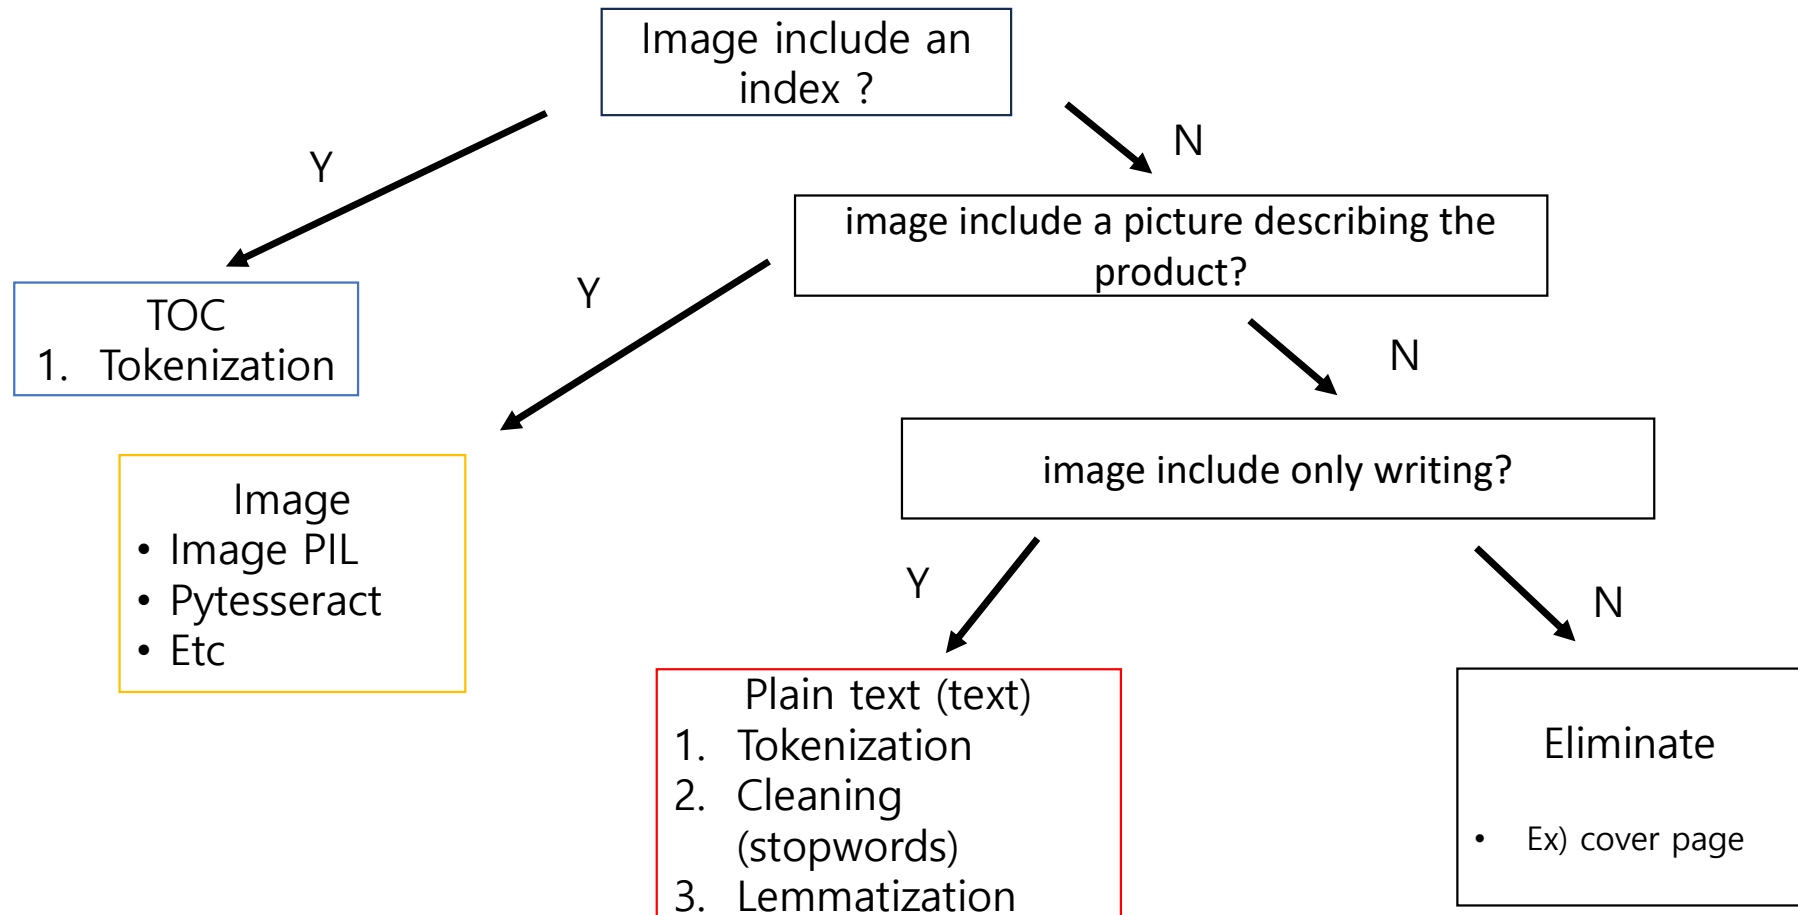 Image include an
index ?
Y
N
image include a picture describing the
product?
TOC
1. Tokenization
Y
N
image include only writing?
Image
• Image PIL
• Pytesseract
• Etc
Y
N
Plain text (text)
1. Tokenization
2. Cleaning
(stopwords)
3. Lemmatization
Eliminate
• Ex) cover page